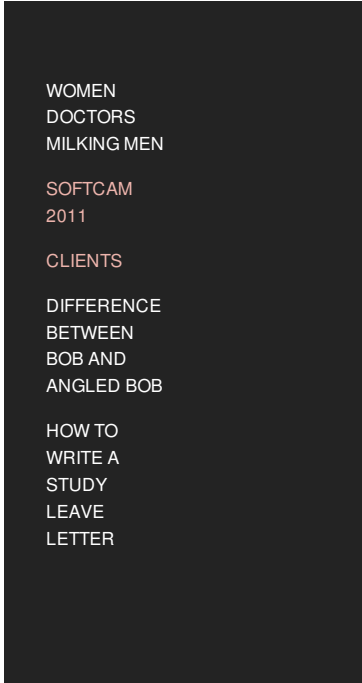 WOMEN
DOCTORS
MILKING MEN
SOFTCAM
2011
CLIENTS
DIFFERENCE
BETWEEN
BOB AND
ANGLED BOB
HOW TO
WRITE A
STUDY
LEAVE
LETTER